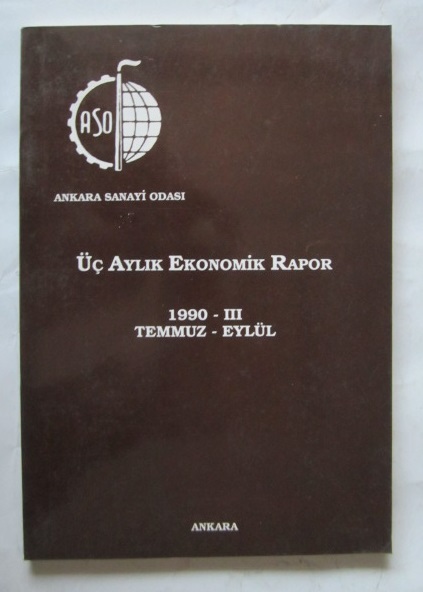 ASO
ANKARA SANAYİ ODASI
ÜÇ AYLIK EKONOMİK RAPOR
1990 - III
TEMMUZ - EYLÜL
ANKARA